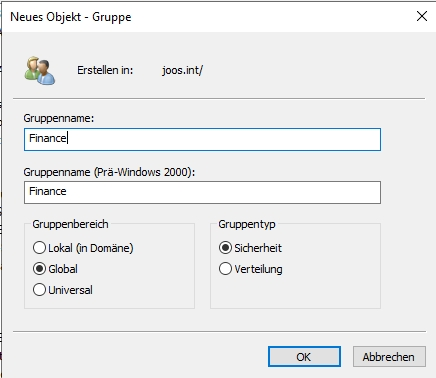 Neues Objekt - Gruppe
Erstellen in: joos.int/
Gruppenname:
Finance
Gruppenname (Prä-Windows 2000):
Finance
Gruppenbereich
Lokal (in Domäne)
Global
Universal
Gruppentyp
Sicherheit
Verteilung
OK
Abbrechen